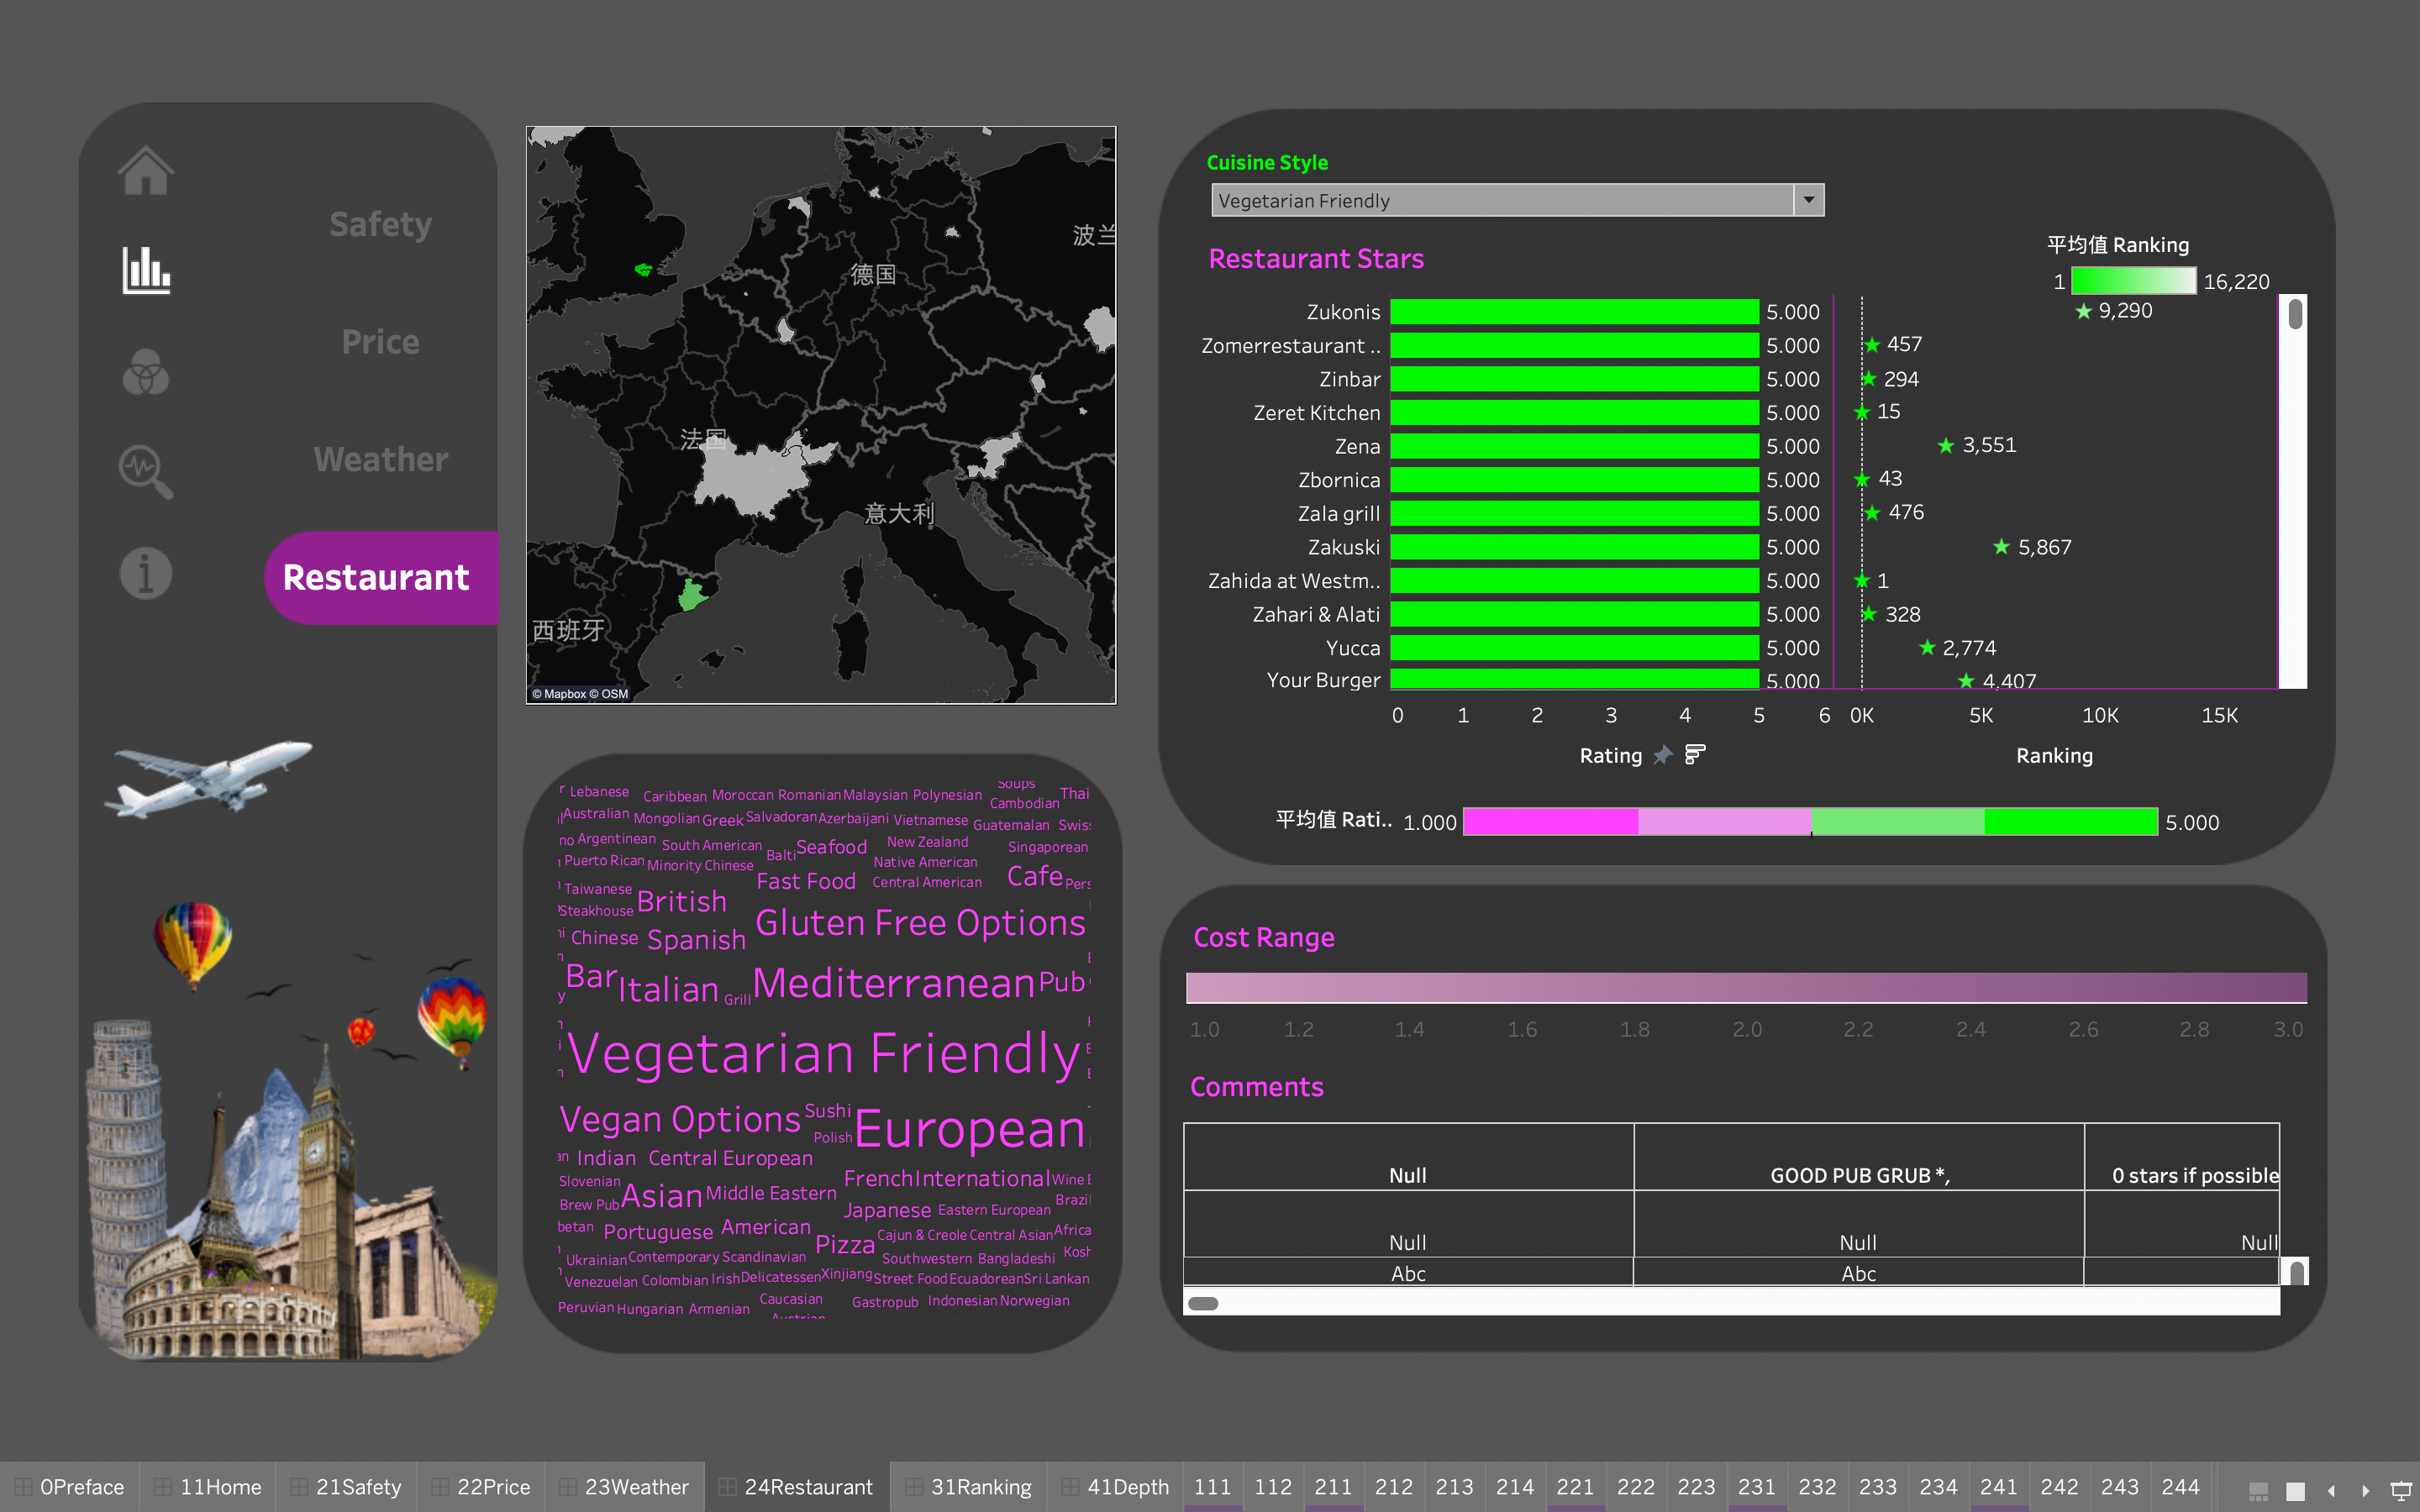 Safety
Price
Weather
Restaurant
波兰
德国
法国
意大利
西班牙
© Mapbox © OSM
Cuisine Style
Vegetarian Friendly
平均值 Ranking
1 16,220
Restaurant Stars
Zukonis 5.000 9,290
Zomerrestaurant .. 5.000 457
Zinbar 5.000 294
Zeret Kitchen 5.000 15
Zena 5.000 3,551
Zbornica 5.000 43
Zala grill 5.000 476
Zakuski 5.000 5,867
Zahida at Westm.. 5.000 1
Zahari & Alati 5.000 328
Yucca 5.000 2,774
Your Burger 5.000 4,407
0 1 2 3 4 5 6 0K 5K 10K 15K
Rating Ranking
平均值 Rati.. 1.000 5.000
Soups
Lebanese Caribbean Moroccan Romanian Malaysian Polynesian Cambodian Thai
Australian Mongolian Greek Salvadoran Azerbaijani Vietnamese Guatemalan
Argentinean South American Balti Seafood New Zealand Singaporean
Puerto Rican Minority Chinese Native American
Taiwanese British Fast Food Central American Cafe
Steakhouse Gluten Free Options
Chinese Spanish
Bar Italian Grill Mediterranean Pub
Vegetarian Friendly
Vegan Options Sushi European
Polish
Indian Central European
Slovenian French International
Brew Pub Asian Middle Eastern
Japanese Eastern European
Portuguese American Cajun & Creole Central Asian
Pizza
Ukrainian Contemporary Scandinavian Southwestern Bangladeshi
Venezuelan Colombian Irish Delicatessen Xinjiang Street Food Ecuadorean Sri Lankan
Peruvian Hungarian Armenian Caucasian Gastropub Indonesian Norwegian
Cost Range
1.0 1.2 1.4 1.6 1.8 2.0 2.2 2.4 2.6 2.8 3.0
Comments
Null GOOD PUB GRUB *, 0 stars if possible
Null Null Null
Abc Abc
0Preface 11Home 21Safety 22Price 23Weather 24Restaurant 31Ranking 41Depth 111 112 211 212 213 214 221 222 223 231 232 233 234 241 242 243 244